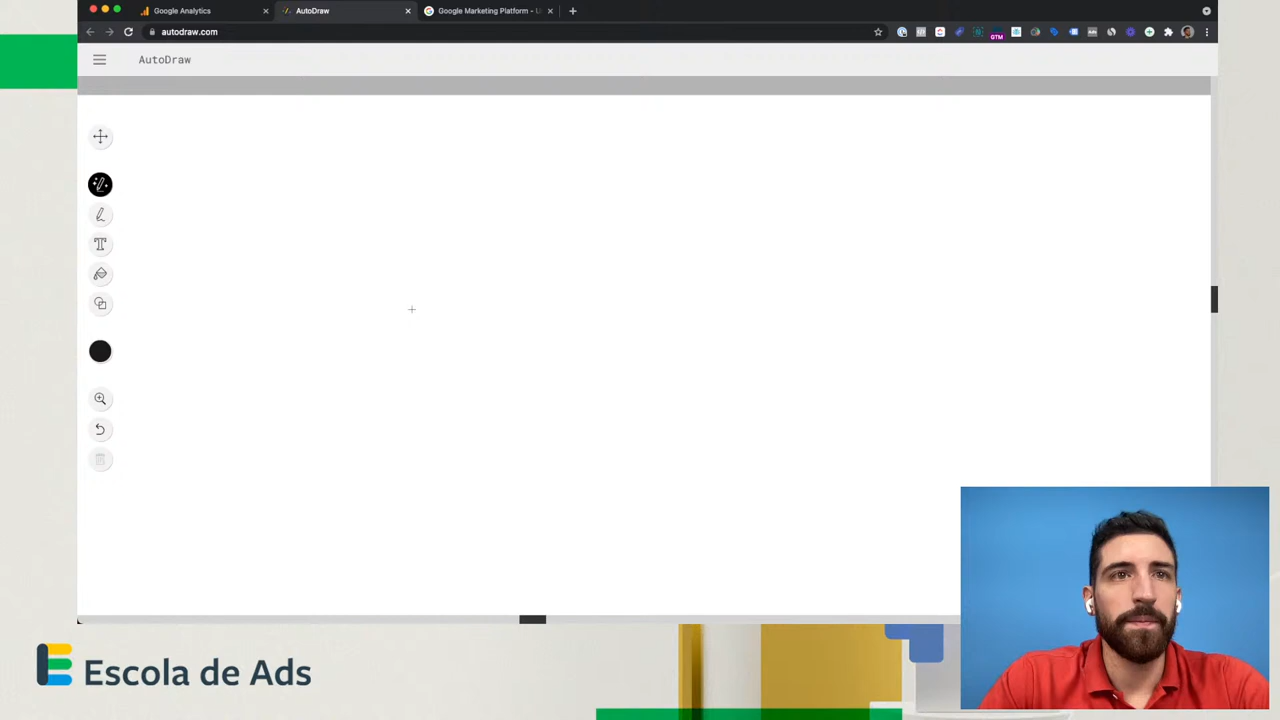 Google Analytics
AutoDraw
Google Marketing Platform - U
autodraw.com
GTM
AutoDraw
T
Escola de Ads